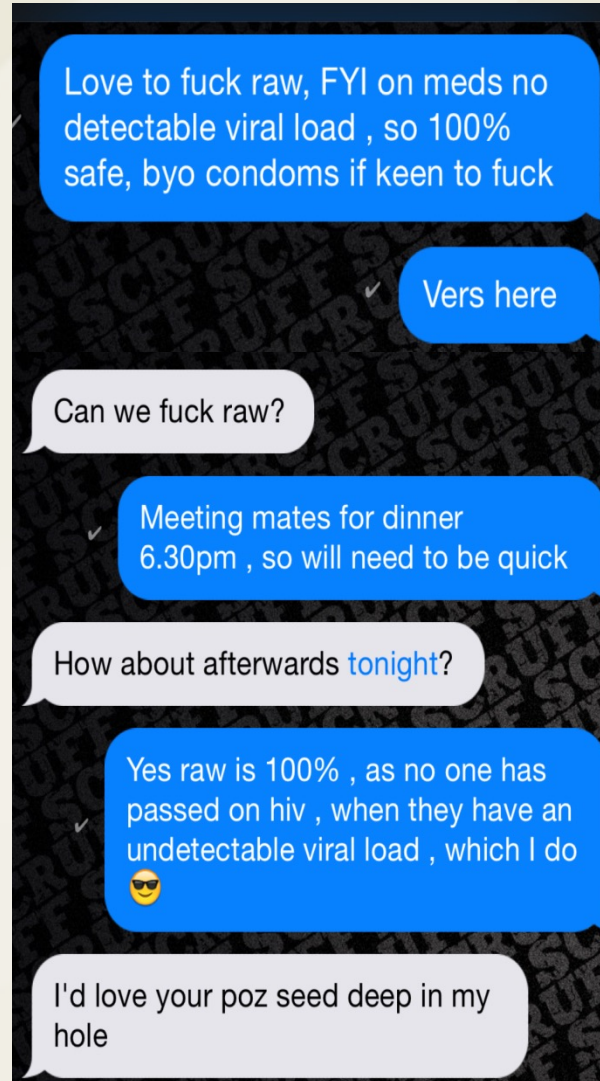 Love to fuck raw, FYI on meds no
detectable viral load , so 100%
safe, byo condoms if keen to fuck
Vers here
Can we fuck raw?
Meeting mates for dinner
6.30pm , so will need to be quick
How about afterwards tonight?
Yes raw is 100% , as no one has
passed on hiv , when they have an
undetectable viral load , which I do
😎
I'd love your poz seed deep in my
hole